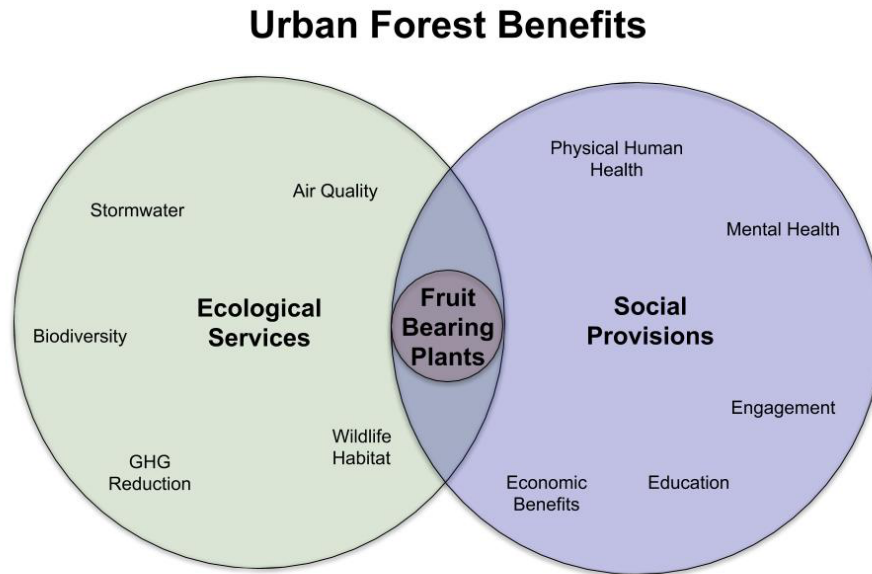 Urban Forest Benefits
Physical Human
Health
Air Quality
Stormwater
Mental Health
Ecological
Services
Fruit
Bearing
Plants
Social
Provisions
Biodiversity
Engagement
Wildlife
Habitat
GHG
Reduction
Economic
Benefits
Education